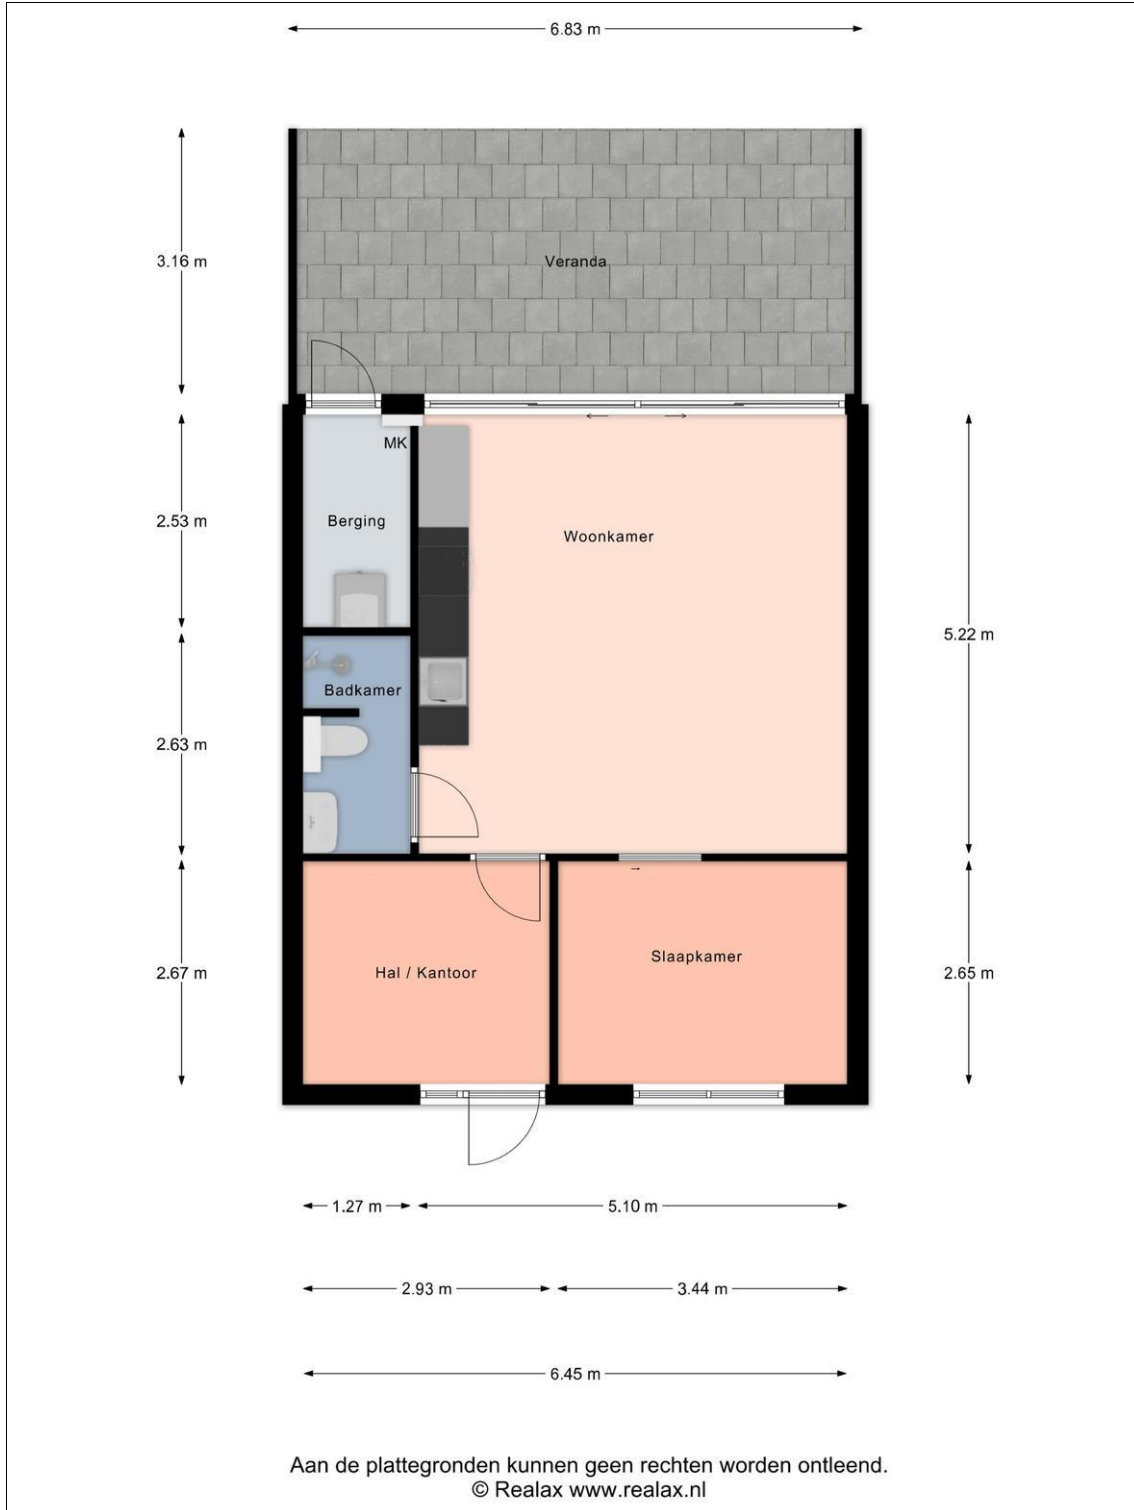 6.83 m
3.16 m
Veranda
MK
2.53 m
Berging
Woonkamer
5.22 m
Badkamer
2.63 m
Slaapkamer
2.67 m
Hal / Kantoor
2.65 m
1.27 m
5.10 m
2.93 m
3.44 m
6.45 m
Aan de plattegronden kunnen geen rechten worden ontleend.
© Realax www.realax.nl